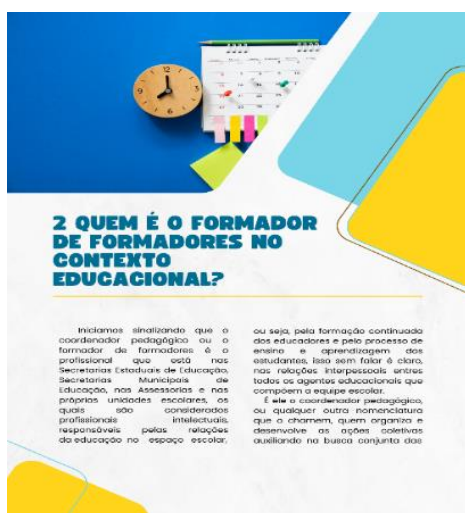 2 QUEM É O FORMADOR
DE FORMADORES NO
CONTEXTO
EDUCACIONAL?
Iniciamos sinalizando que o
coordenador pedagógico ou o
formador de formadores é o
profissional que está nas
Secretarias Estaduais de Educação,
Secretarias Municipais de
Educação, nas Assessorias e nas
próprias unidades escolares, os
quais são considerados
profissionais intelectuais,
responsáveis pelas relações
da educação no espaço escolar,
ou seja, pela formação continuada
dos educadores e pelo processo de
ensino e aprendizagem dos
estudantes, isso sem falar é claro,
nas relações interpessoais entres
todos os agentes educacionais que
compõem a equipe escolar.
É ele o coordenador pedagógico,
ou qualquer outra nomenclatura
que o chamem, quem organiza e
desenvolve as ações coletivas
auxiliando na busca conjunta das